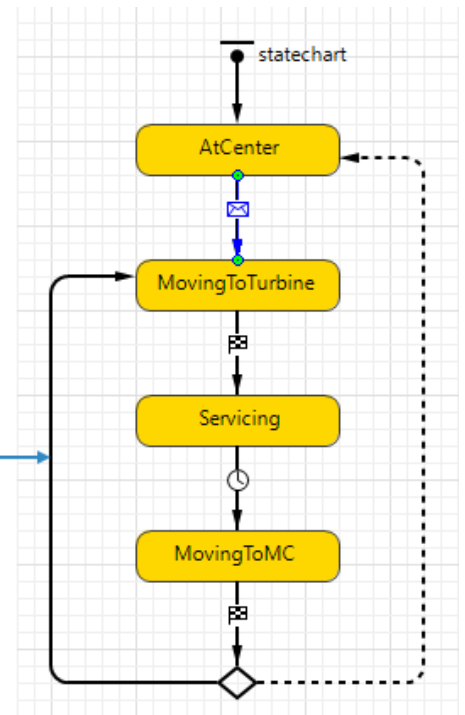 statechart
AtCenter
MovingToTurbine
Servicing
MovingToMC